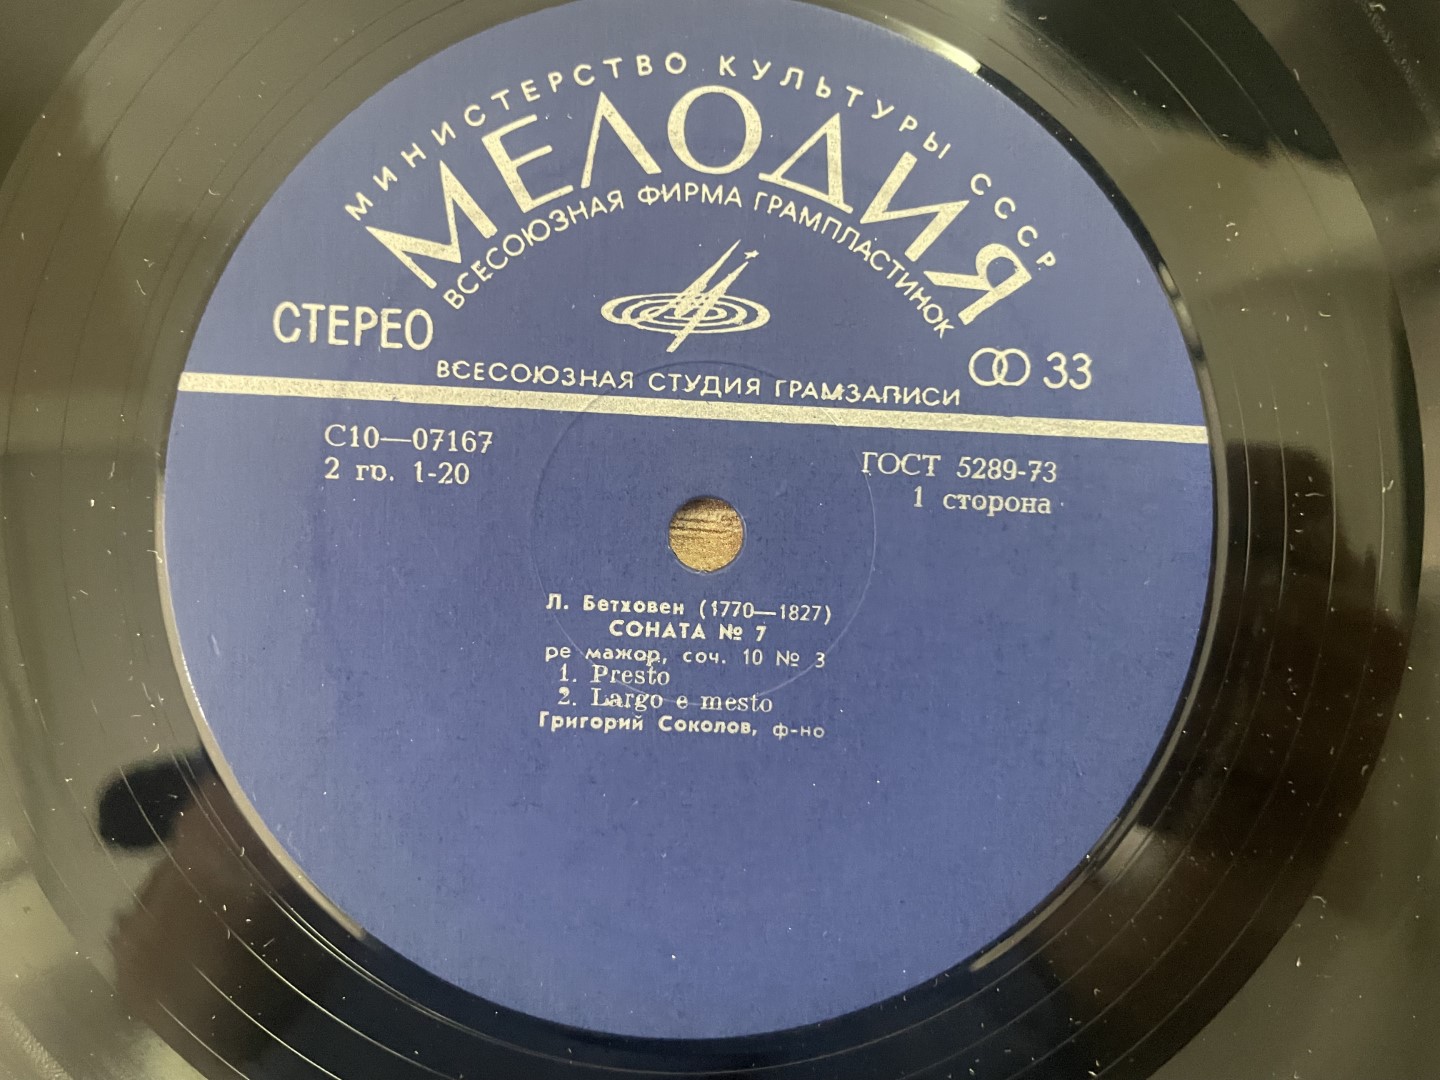 МИНИСТЕРСТВО КУЛЬТУРЫ СССР
МЕЛОДИЯ
ВСЕСОЮЗНАЯ ФИРМА ГРАМПЛАСТИНОК
СТЕРЕО
33
ВСЕСОЮЗНАЯ СТУДИЯ ГРАМЗАПИСИ
С10—07167
ГОСТ 5289-73
2 гр. 1-20
1 сторона
Л. Бетховен (1770—1827)
СОНАТА № 7
ре мажор, соч. 10 № 3
1. Presto
2. Largo e mesto
Григорий Соколов, ф-но